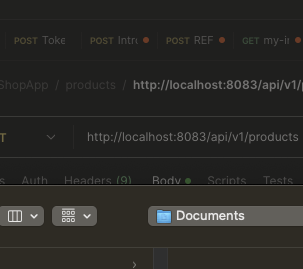 POST Toke POST Intr POST REF GET my-i
ShopApp / products / http://localhost:8083/api/v1/
T http://localhost:8083/api/v1/products
s Auth Headers (9) Body Scripts Tests
Documents